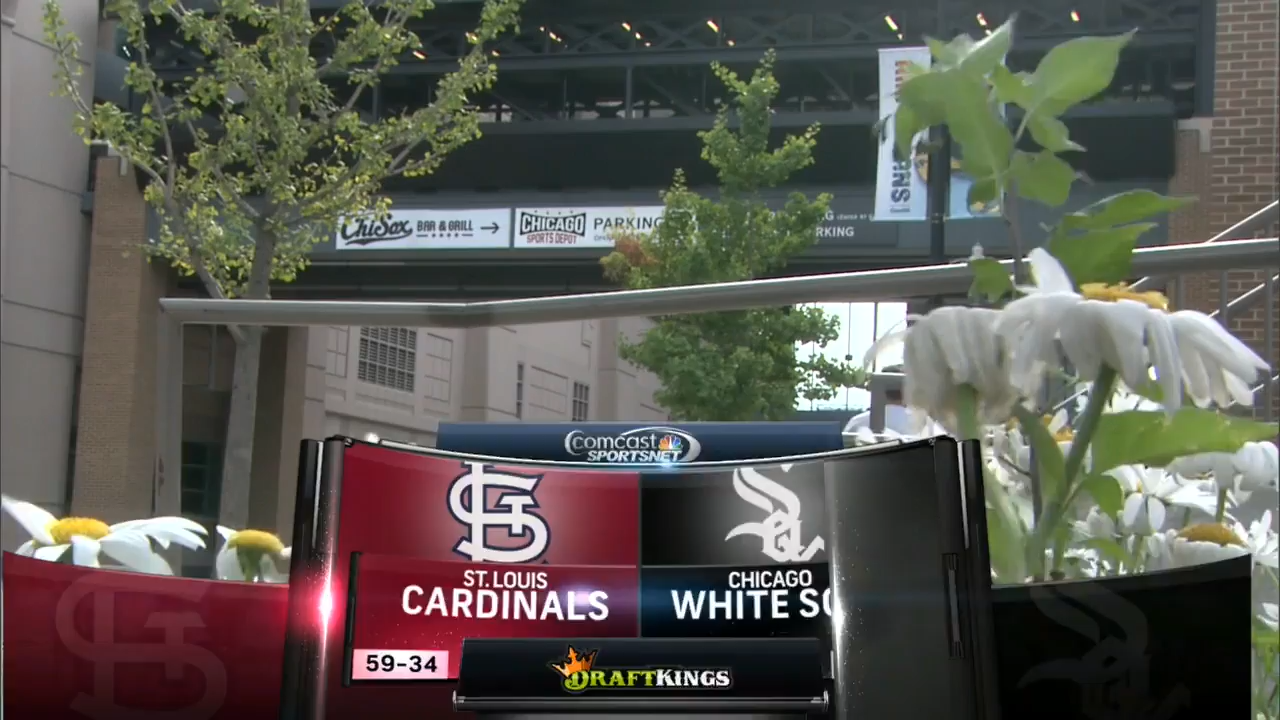 ChiSox BAR & GRILL →
CHICAGO
SPORTS DEPOT
PARKING
PARKING
comcast
SPORTSNET
StL
Sox
ST. LOUIS
CARDINALS
CHICAGO
WHITE SO
59-34
DRAFTKINGS